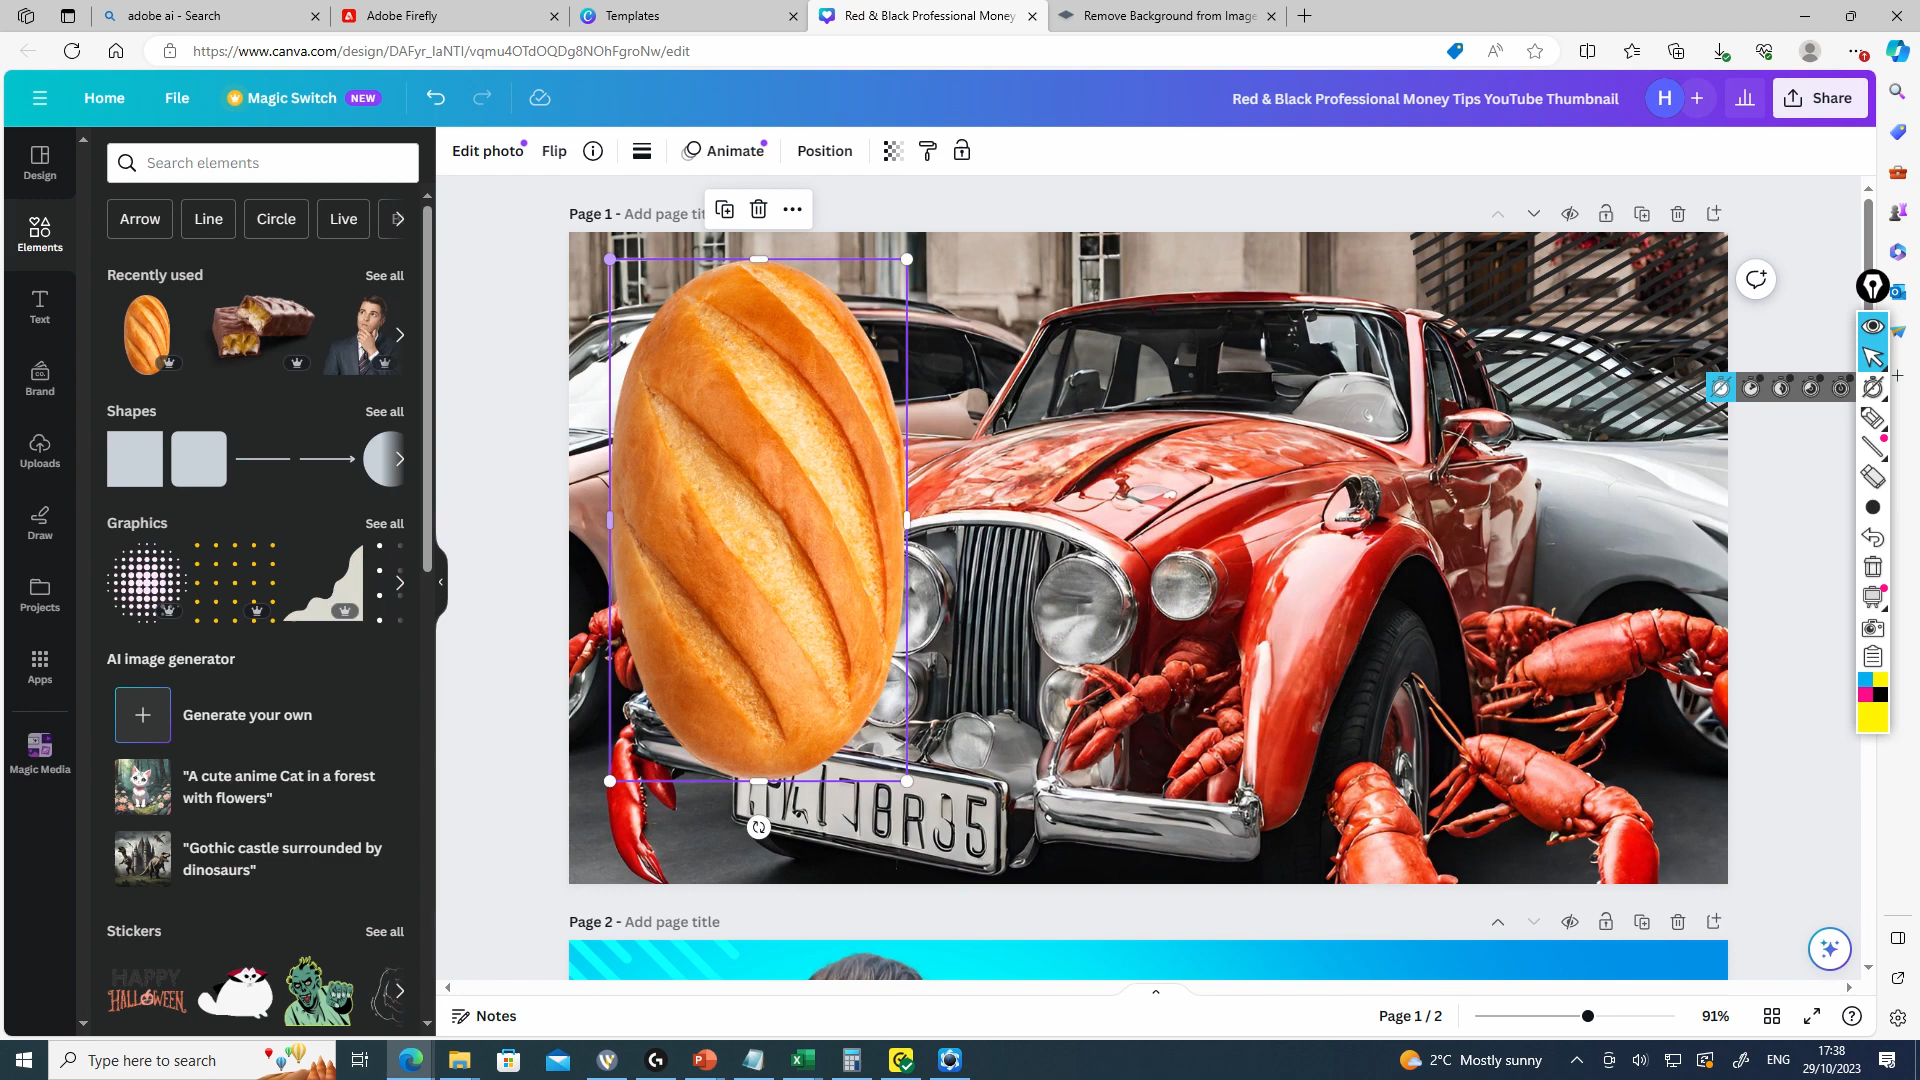 adobe ai - Search
Adobe Firefly
Templates
Red & Black Professional Money
Remove Background from Image
https://www.canva.com/design/DAFyr_laNTI/vqmu4OTdOQDg8NOhFgroNw/edit
Home
File
Magic Switch
NEW
Red & Black Professional Money Tips YouTube Thumbnail
H
Share
Design
Elements
Text
Brand
Uploads
Draw
Projects
Apps
Magic Media
Search elements
Arrow
Line
Circle
Live
Recently used
See all
Shapes
See all
Graphics
See all
AI image generator
Generate your own
"A cute anime Cat in a forest
with flowers"
"Gothic castle surrounded by
dinosaurs"
Stickers
See all
HAPPY
HALLOWEEN
Edit photo
Flip
Animate
Position
Page 1 - Add page tit
Page 2 - Add page title
Notes
Page 1 / 2
91%
Type here to search
2°C Mostly sunny
ENG
17:38
29/10/2023